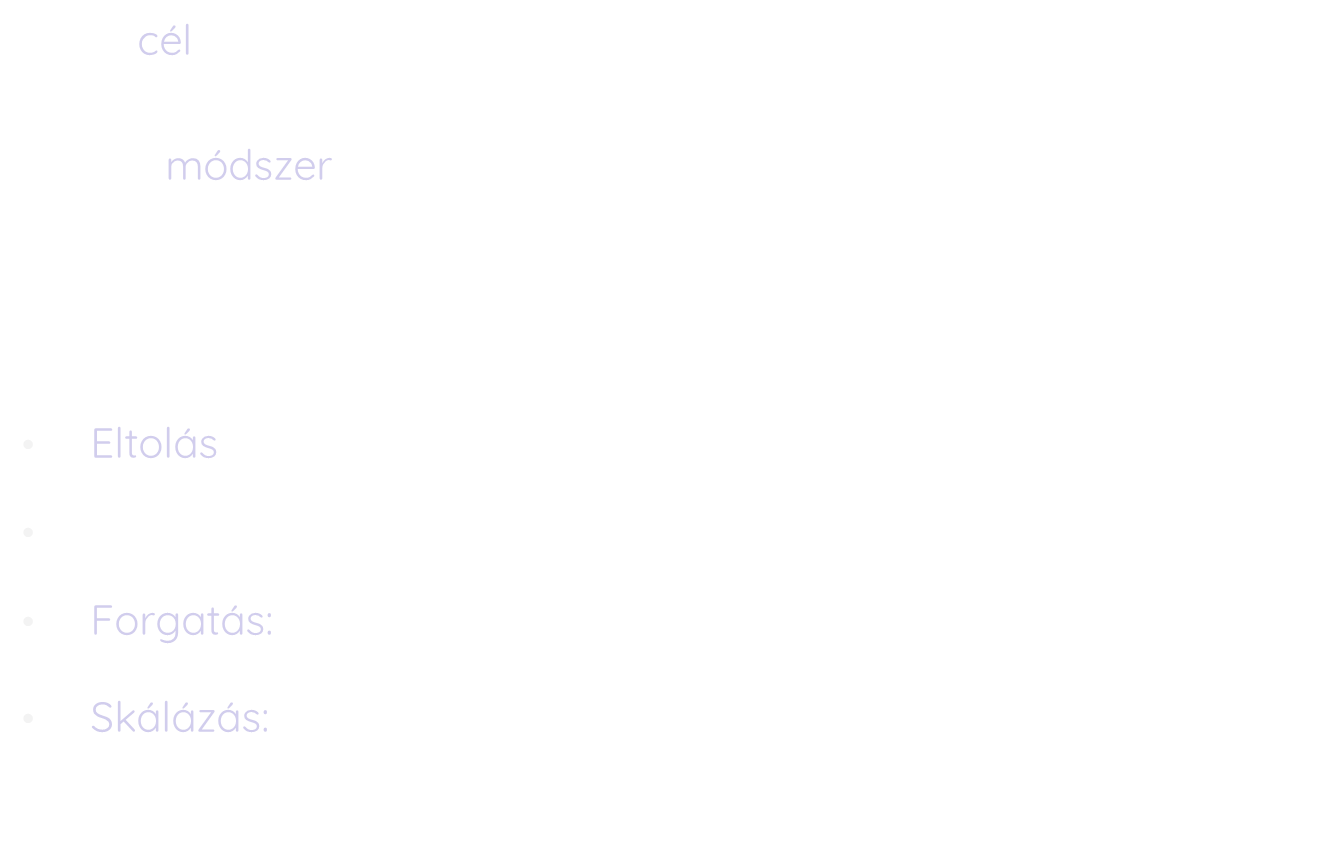 cél
módszer
• Eltolás
•
• Forgatás:
• Skálázás: